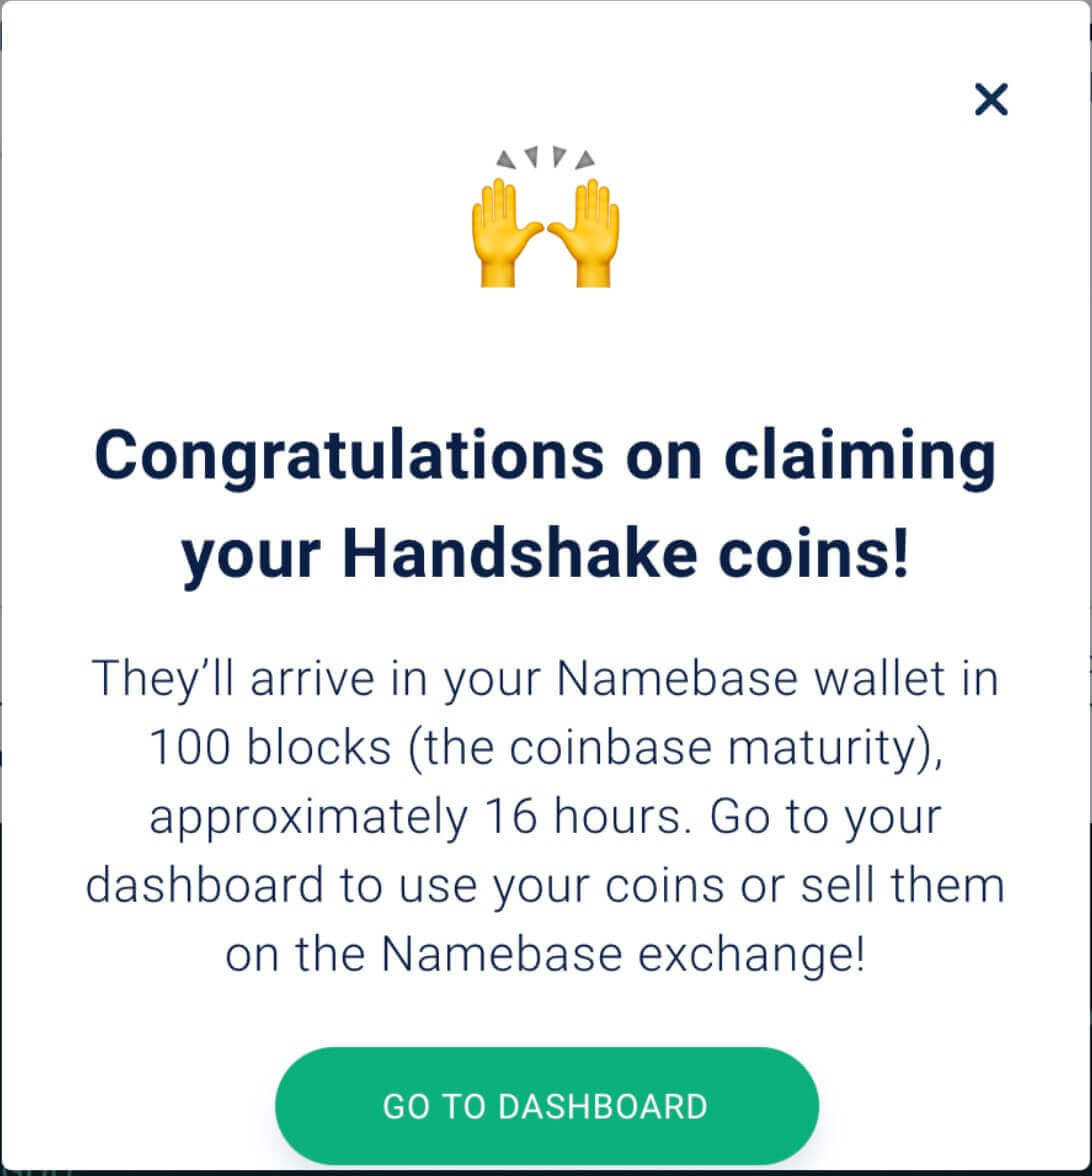 Congratulations on claiming
your Handshake coins!
They’ll arrive in your Namebase wallet in
100 blocks (the coinbase maturity),
approximately 16 hours. Go to your
dashboard to use your coins or sell them
on the Namebase exchange!
GO TO DASHBOARD